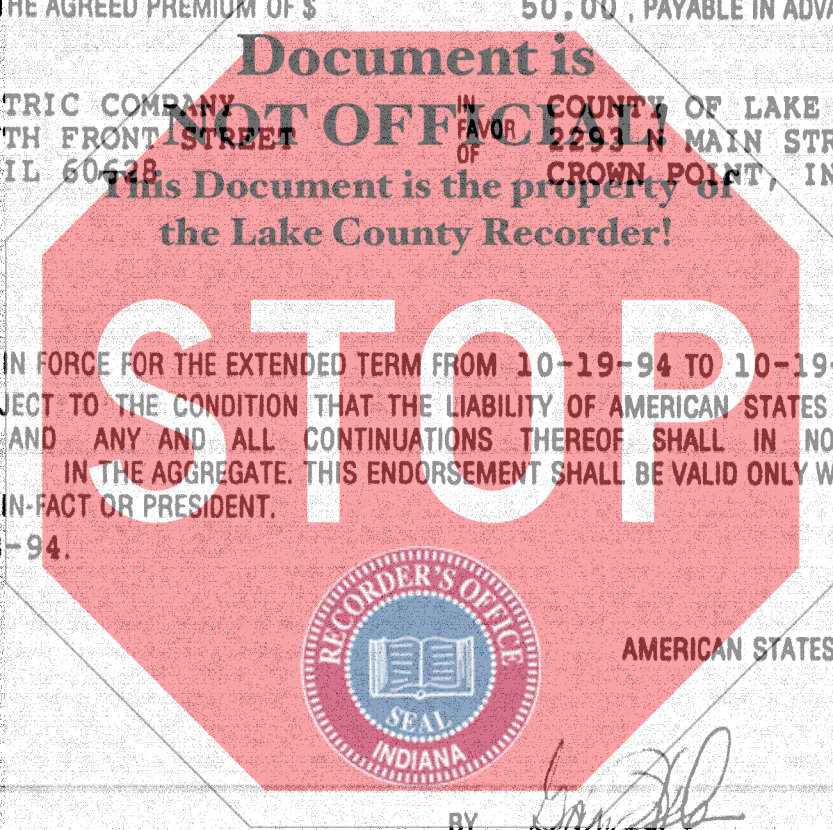 HE AGREED PREMIUM OF $ 50.00, PAYABLE IN ADVA
Document is
NOT OFFICIAL!
This Document is the property of
the Lake County Recorder!
TRIC COMPANY IN FAVOR OF COUNTY OF LAKE
TH FRONT STREET 2293 N MAIN STR
IL 60628 CROWN POINT, IN
STOP
IN FORCE FOR THE EXTENDED TERM FROM 10-19-94 TO 10-19-
JECT TO THE CONDITION THAT THE LIABILITY OF AMERICAN STATES
AND ANY AND ALL CONTINUATIONS THEREOF SHALL IN NO
IN THE AGGREGATE. THIS ENDORSEMENT SHALL BE VALID ONLY W
IN-FACT OR PRESIDENT.
-94.
RECORDER'S OFFICE
SEAL
INDIANA
AMERICAN STATES
BY